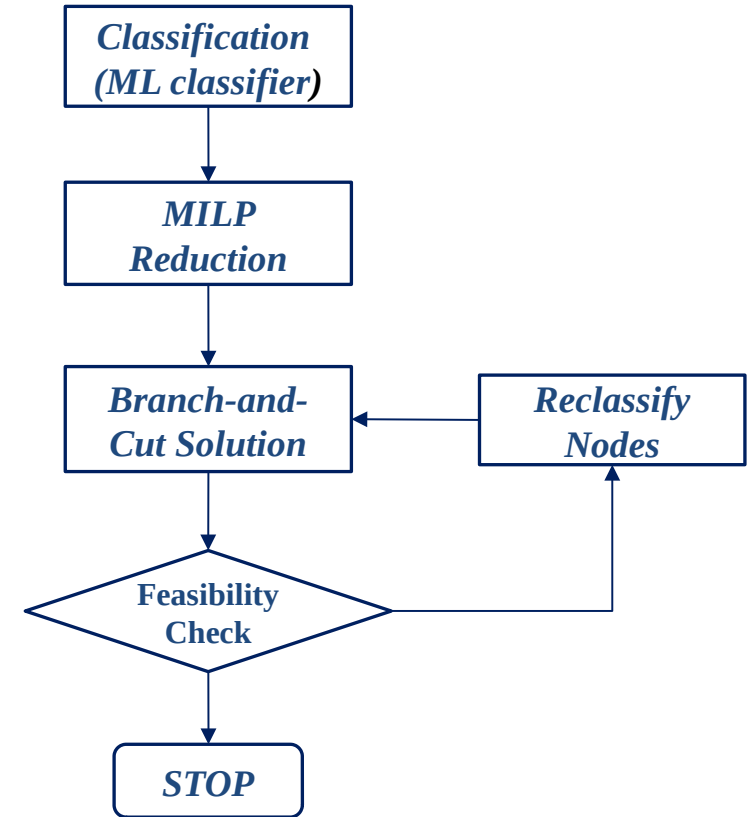 Classification
(ML classifier)
MILP
Reduction
Branch-and-
Cut Solution
Reclassify
Nodes
Feasibility
Check
STOP